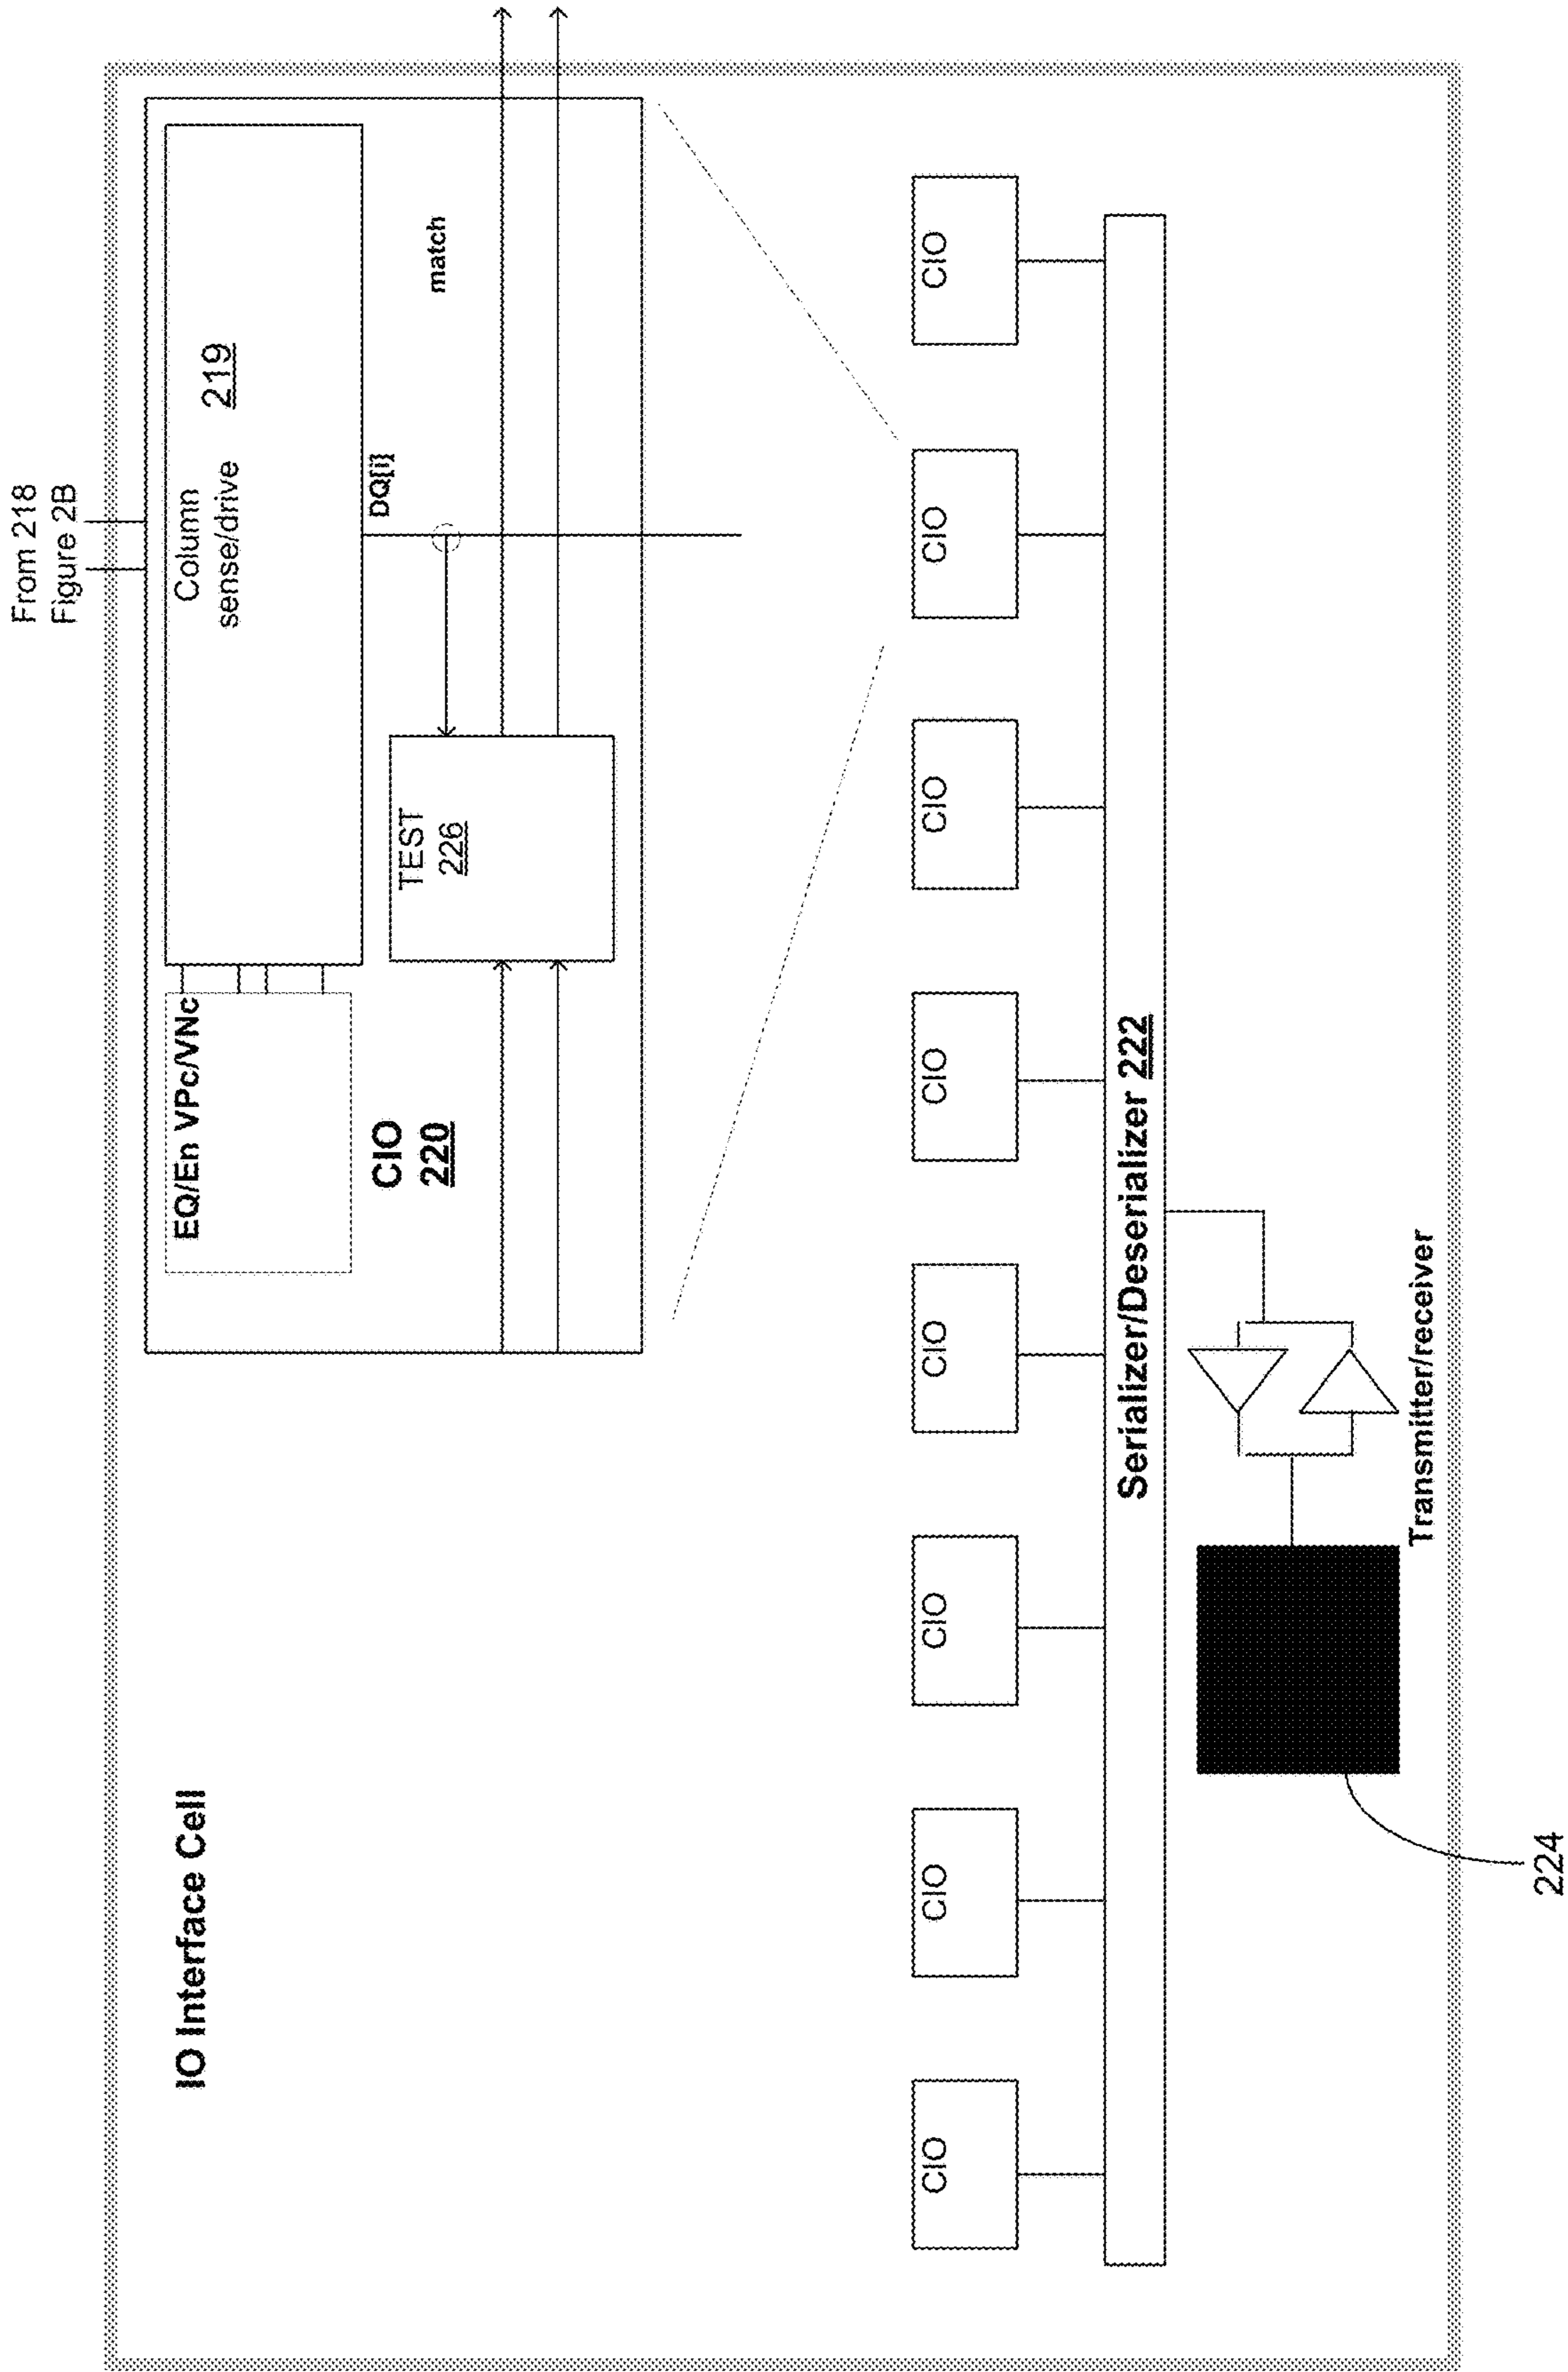 From 218
Figure 2B
IO Interface Cell
EQ/En VPc/VNc
Column
sense/drive
219
CIO
220
TEST
226
DQ[i]
match
CIO
CIO
CIO
CIO
CIO
CIO
CIO
CIO
Serializer/Deserializer 222
Transmitter/receiver
224